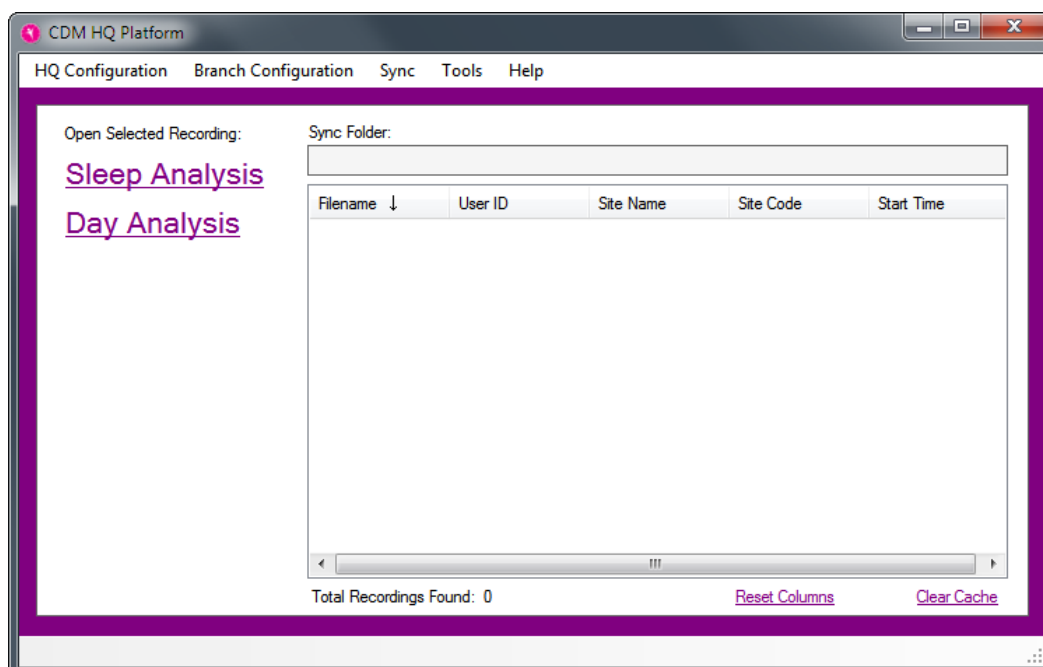 CDM HQ Platform
HQ Configuration Branch Configuration Sync Tools Help
Open Selected Recording:
Sleep Analysis
Day Analysis
Sync Folder:
Filename ↓ User ID Site Name Site Code Start Time
Total Recordings Found: 0
Reset Columns
Clear Cache